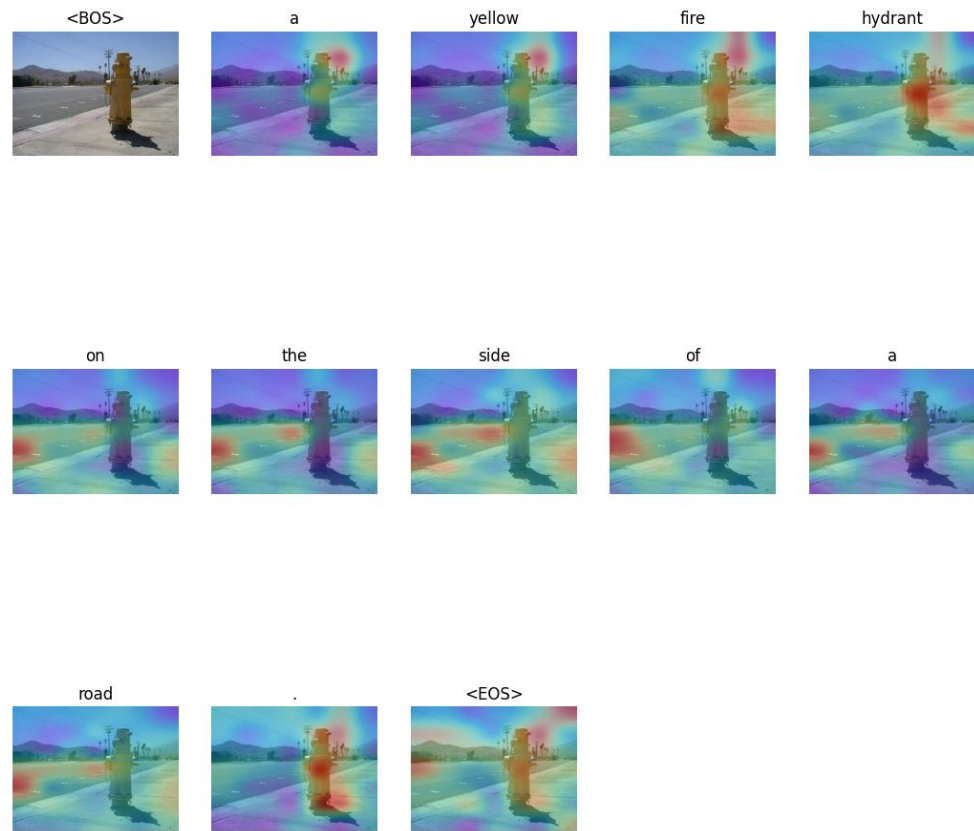 <BOS> a yellow fire hydrant
on the side of a
road . <EOS>